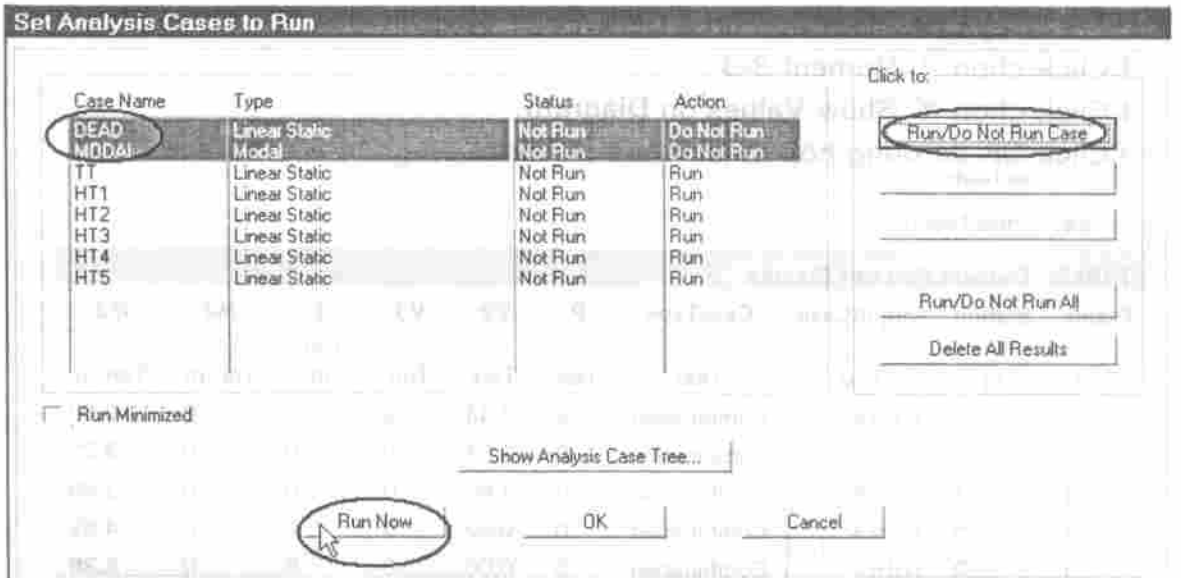 Set Analysis Cases to Run
Click to:
Case Name Type Status Action
DEAD Linear Static Not Run Do Not Run
MODAL Modal Not Run Do Not Run
TT Linear Static Not Run Run
HT1 Linear Static Not Run Run
HT2 Linear Static Not Run Run
HT3 Linear Static Not Run Run
HT4 Linear Static Not Run Run
HT5 Linear Static Not Run Run
Run/Do Not Run Case
Run/Do Not Run All
Delete All Results
Run Minimized
Show Analysis Case Tree...
Run Now OK Cancel